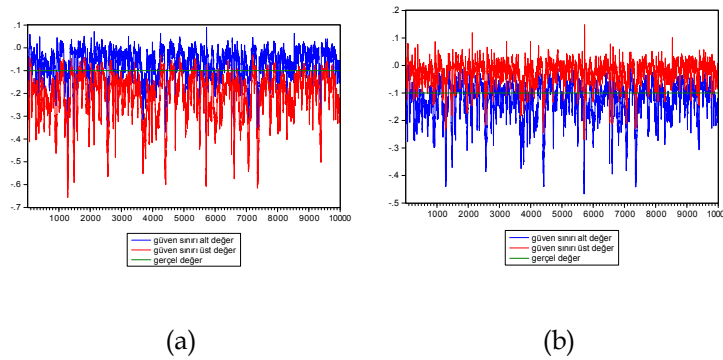 .1
.0
-.1
-.2
-.3
-.4
-.5
-.6
-.7
1000 2000 3000 4000 5000 6000 7000 8000 9000 10000
güven sınırı alt değer
güven sınırı üst değer
gerçel değer
(a)
.2
.1
.0
-.1
-.2
-.3
-.4
-.5
1000 2000 3000 4000 5000 6000 7000 8000 9000 10000
güven sınırı alt değer
güven sınırı üst değer
gerçel değer
(b)